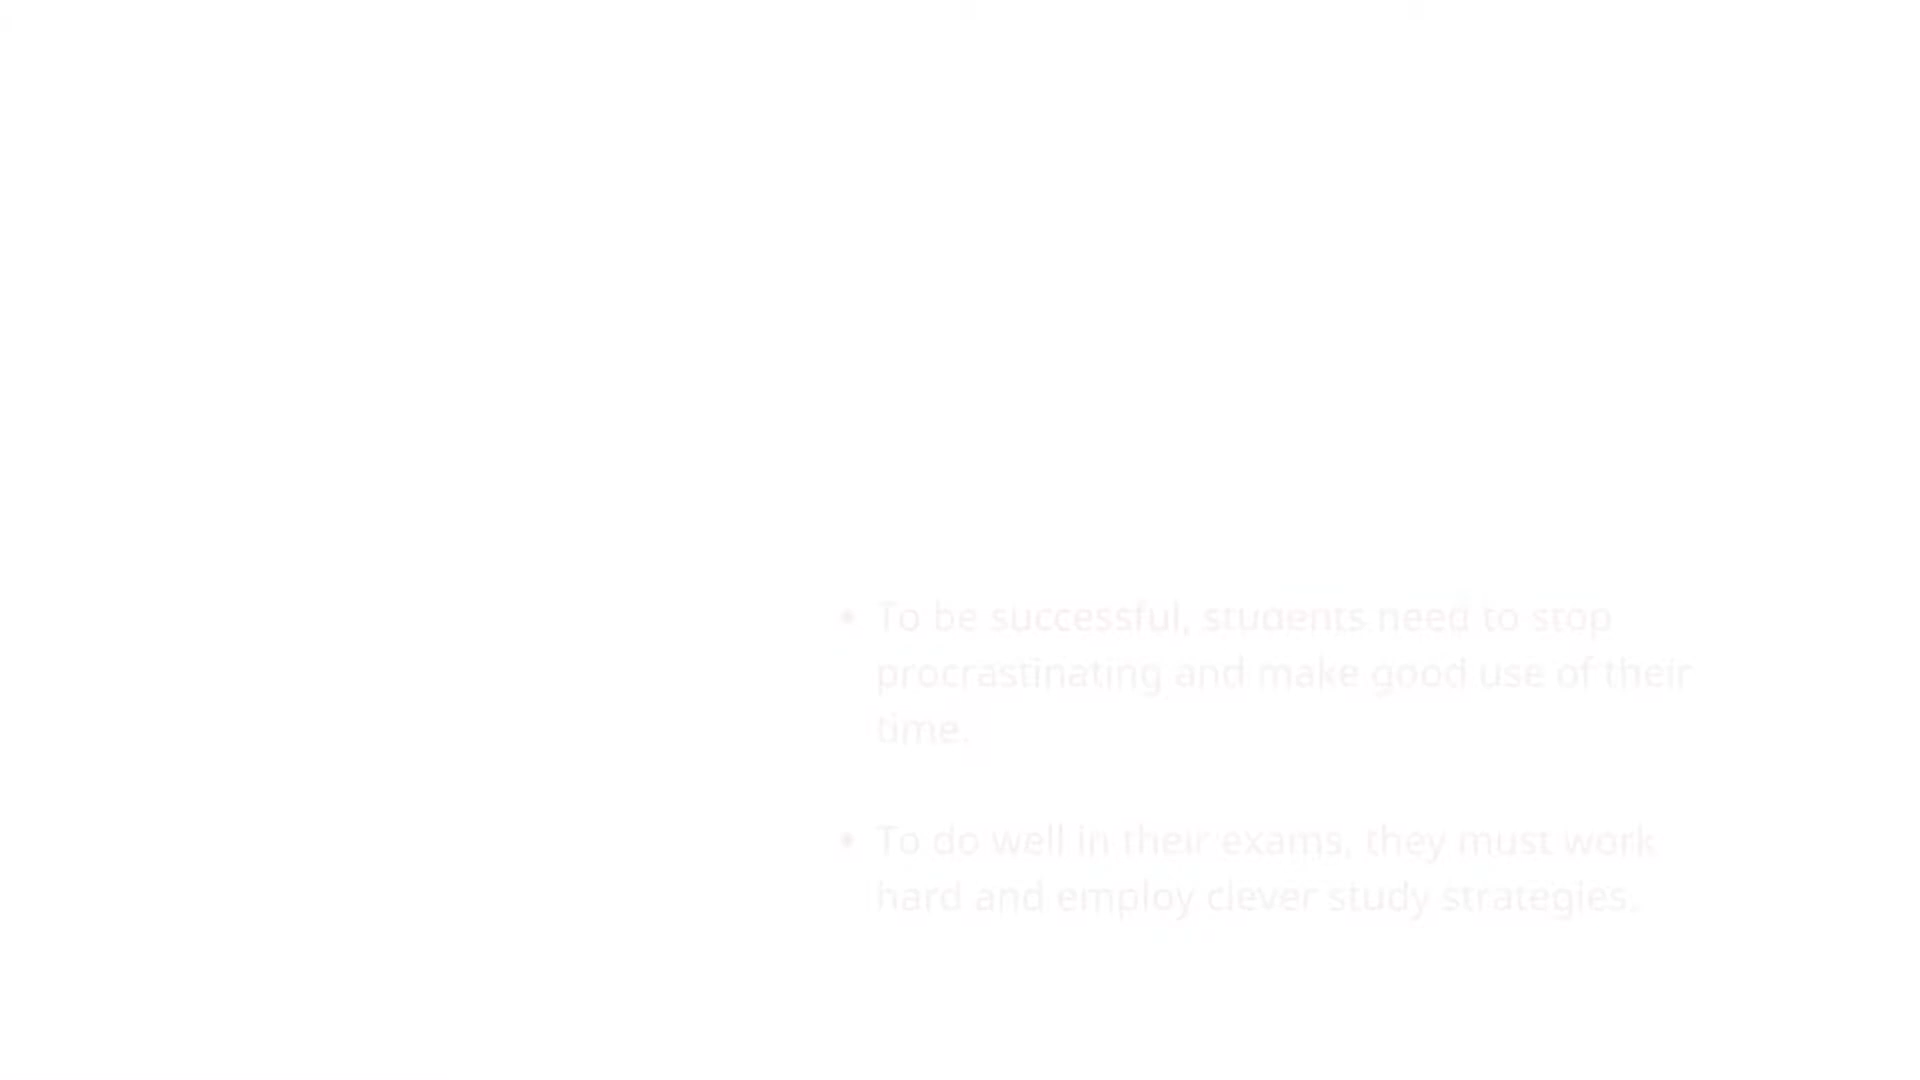 • To be successful, students need to stop
procrastinating and make good use of their
time.
• To do well in their exams, they must work
hard and employ clever study strategies.